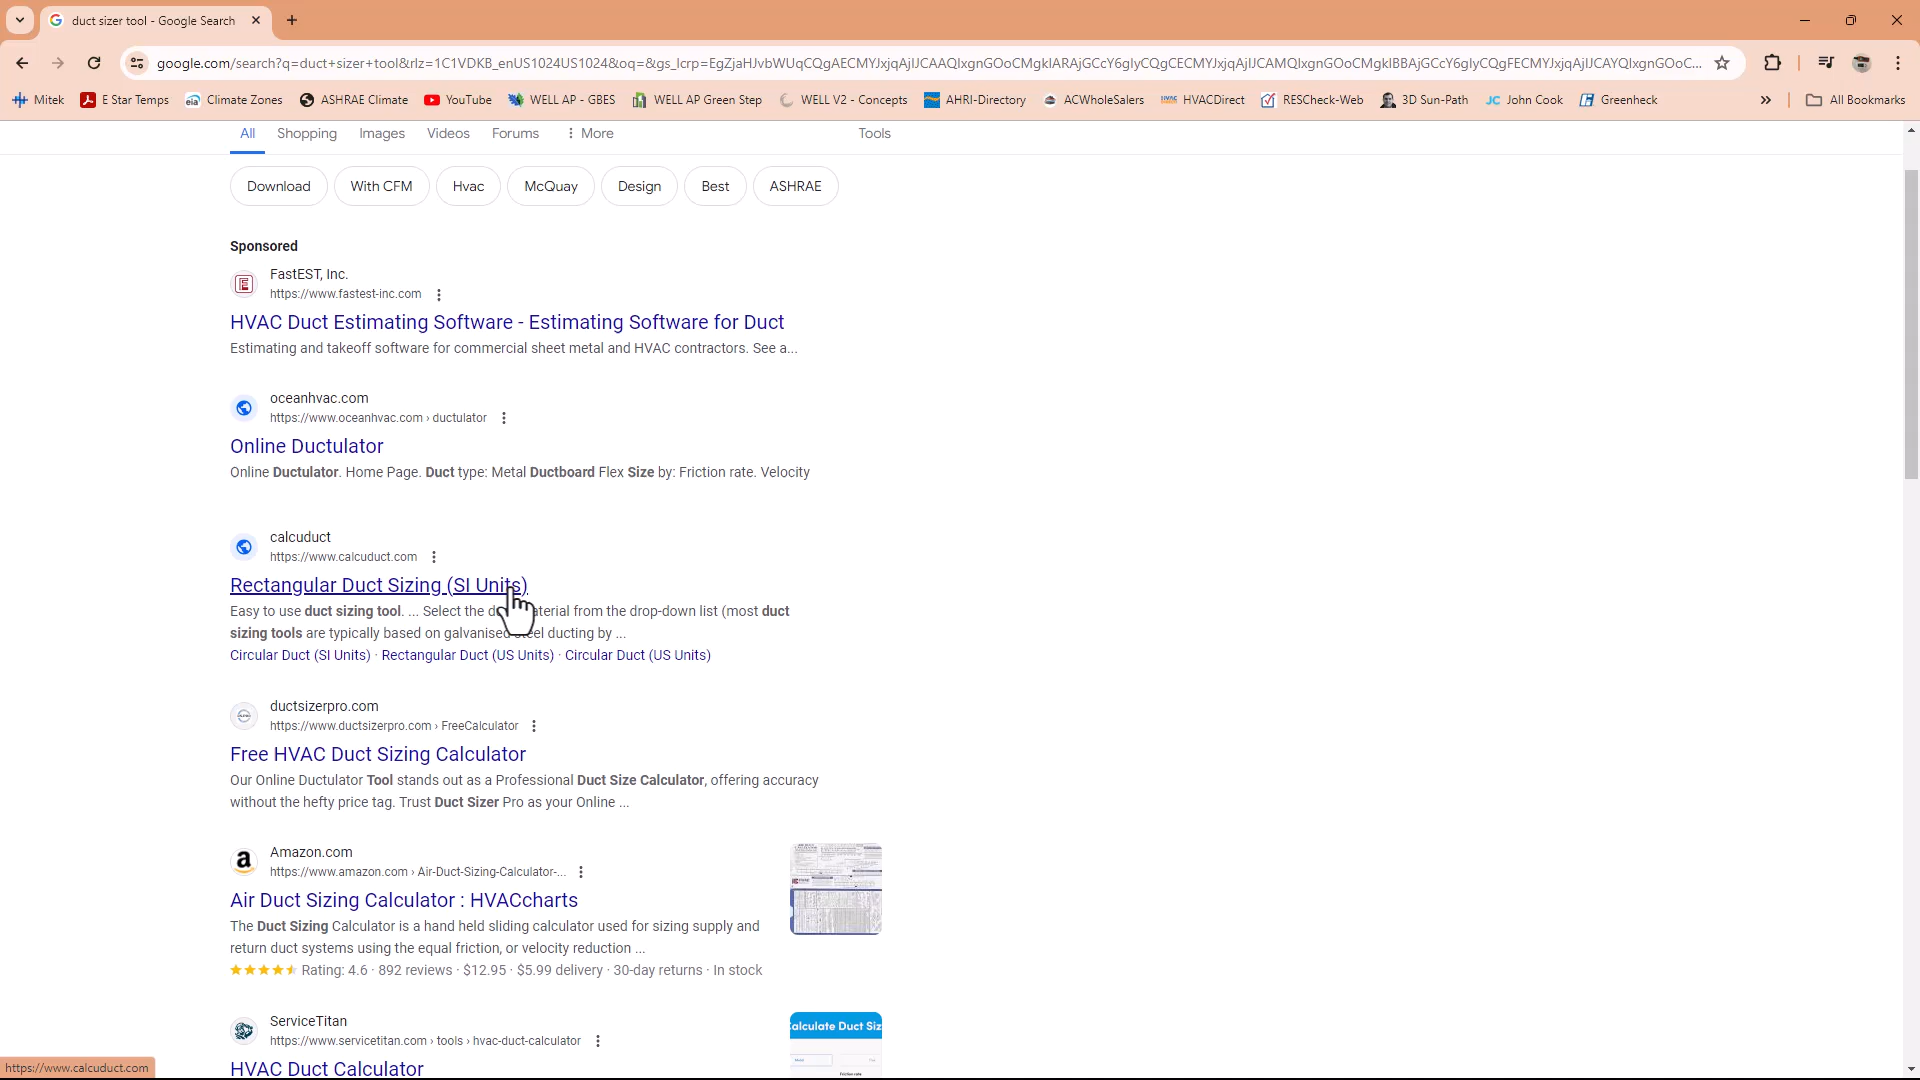 duct sizer tool - Google Search
google.com/search?q=duct+sizer+tool&rlz=1C1VDKB_enUS1024US1024&oq=&gs_lcrp=EgZjaHJvbWUqCQgAECMYJxjqAjIJCAAQIxgnGOoCMgkIARAjGCcY6gIyCQgCECMYJxjqAjIJCAMQIxgnGOoCMgkIBBAjGCcY6gIyCQgFECMYJxjqAjIJCAYQIxgnGOoC...
Mitek E Star Temps eia Climate Zones ASHRAE Climate YouTube WELL AP - GBES WELL AP Green Step WELL V2 - Concepts AHRI-Directory ACWholeSalers HVACDirect RESCheck-Web 3D Sun-Path JC John Cook Greenheck » All Bookmarks
All Shopping Images Videos Forums More Tools
Download With CFM Hvac McQuay Design Best ASHRAE
Sponsored
FastEST, Inc.
https://www.fastest-inc.com
HVAC Duct Estimating Software - Estimating Software for Duct
Estimating and takeoff software for commercial sheet metal and HVAC contractors. See a...
oceanhvac.com
https://www.oceanhvac.com › ductulator
Online Ductulator
Online Ductulator. Home Page. Duct type: Metal Ductboard Flex Size by: Friction rate. Velocity
calcuduct
https://www.calcuduct.com
Rectangular Duct Sizing (SI Units)
Easy to use duct sizing tool. ... Select the from the drop-down list (most duct
sizing tools are typically based on galvanised ducting by ...
Circular Duct (SI Units) · Rectangular Duct (US Units) · Circular Duct (US Units)
ductsizerpro.com
https://www.ductsizerpro.com › FreeCalculator
Free HVAC Duct Sizing Calculator
Our Online Ductulator Tool stands out as a Professional Duct Size Calculator, offering accuracy
without the hefty price tag. Trust Duct Sizer Pro as your Online ...
Amazon.com
https://www.amazon.com › Air-Duct-Sizing-Calculator-...
Air Duct Sizing Calculator : HVACcharts
The Duct Sizing Calculator is a hand held sliding calculator used for sizing supply and
return duct systems using the equal friction, or velocity reduction ...
Rating: 4.6 · 892 reviews · $12.95 · $5.99 delivery · 30-day returns · In stock
ServiceTitan
https://www.servicetitan.com › tools › hvac-duct-calculator
alculate Duct Siz
HVAC Duct Calculator
https://www.calcuduct.com